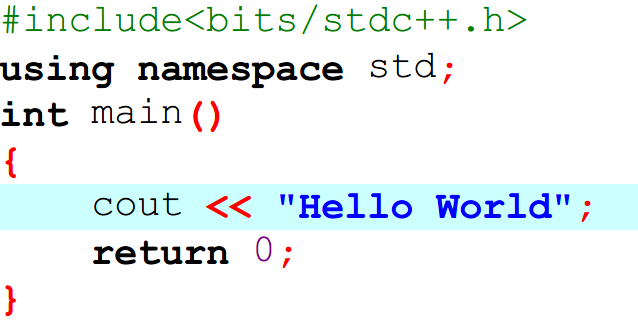 #include<bits/stdc++.h>
using namespace std;
int main()
{
    cout << "Hello World";
    return 0;
}